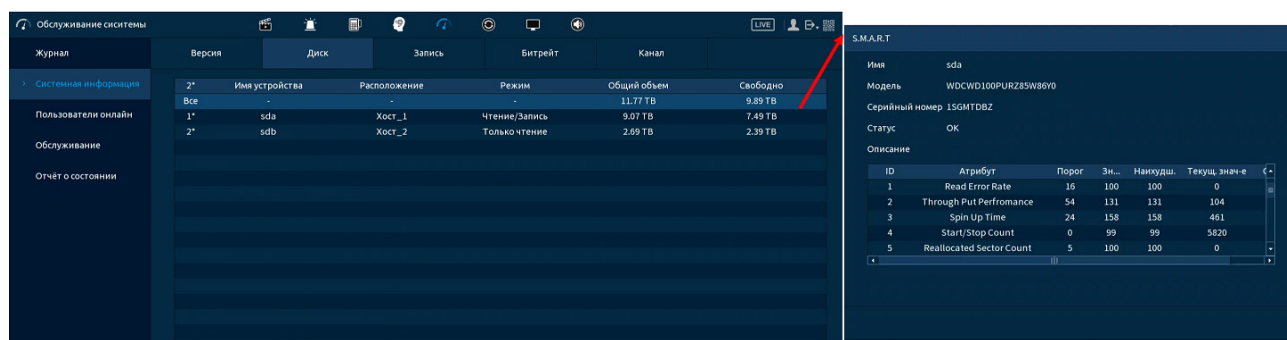 Обслуживание сиситемы LIVE
Журнал Версия Диск Запись Битрейт Канал
Системная информация
Пользователи онлайн
Обслуживание
Отчёт о состоянии
2* Имя устройства Расположение Режим Общий объем Свободно
Все - - - 11.77 TB 9.89 TB
1* sda Хост_1 Чтение/Запись 9.07 TB 7.49 TB
2* sdb Хост_2 Только чтение 2.69 TB 2.39 TB
S.M.A.R.T
Имя sda
Модель WDCWD100PURZ85W86Y0
Серийный номер 1SGMTDBZ
Статус OK
Описание
ID Атрибут Порог Зн... Наихудш. Текущ. знач-е
1 Read Error Rate 16 100 100 0
2 Through Put Perfromance 54 131 131 104
3 Spin Up Time 24 158 158 461
4 Start/Stop Count 0 99 99 5820
5 Reallocated Sector Count 5 100 100 0